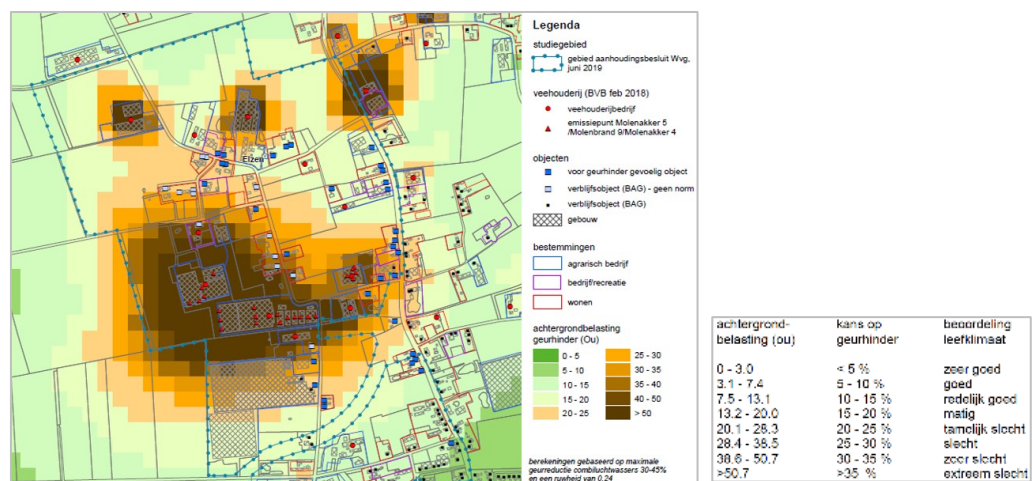 Elzen
Legenda
studiegebied
gebied aanhoudingsbesluit Wvg,
juni 2019
veehouderij (BVB feb 2018)
veehouderijbedrijf
emissiepunt Molenakker 5
/Molenbrand 9/Molenakker 4
objecten
voor geurhinder gevoelig object
verblijfsobject (BAG) - geen norm
verblijfsobject (BAG)
gebouw
bestemmingen
agrarisch bedrijf
bedrijf/recreatie
wonen
achtergrondbelasting
geurhinder (Ou)
0 - 5 25 - 30
5 - 10 30 - 35
10 - 15 35 - 40
15 - 20 40 - 50
20 - 25 > 50
berekeningen gebaseerd op maximale
geurreductie combiluchtwassers 30-45%
en een ruwheid van 0,24
achtergrond- kans op beoordeling
belasting (ou) geurhinder leefklimaat
0 - 3.0 < 5 % zeer goed
3.1 - 7.4 5 - 10 % goed
7.5 - 13.1 10 - 15 % redelijk goed
13.2 - 20.0 15 - 20 % matig
20.1 - 28.3 20 - 25 % tamelijk slecht
28.4 - 38.5 25 - 30 % slecht
38.6 - 50.7 30 - 35 % zeer slecht
>50.7 >35 % extreem slecht